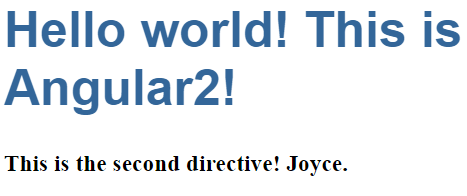 Hello world! This is
Angular2!
This is the second directive! Joyce.